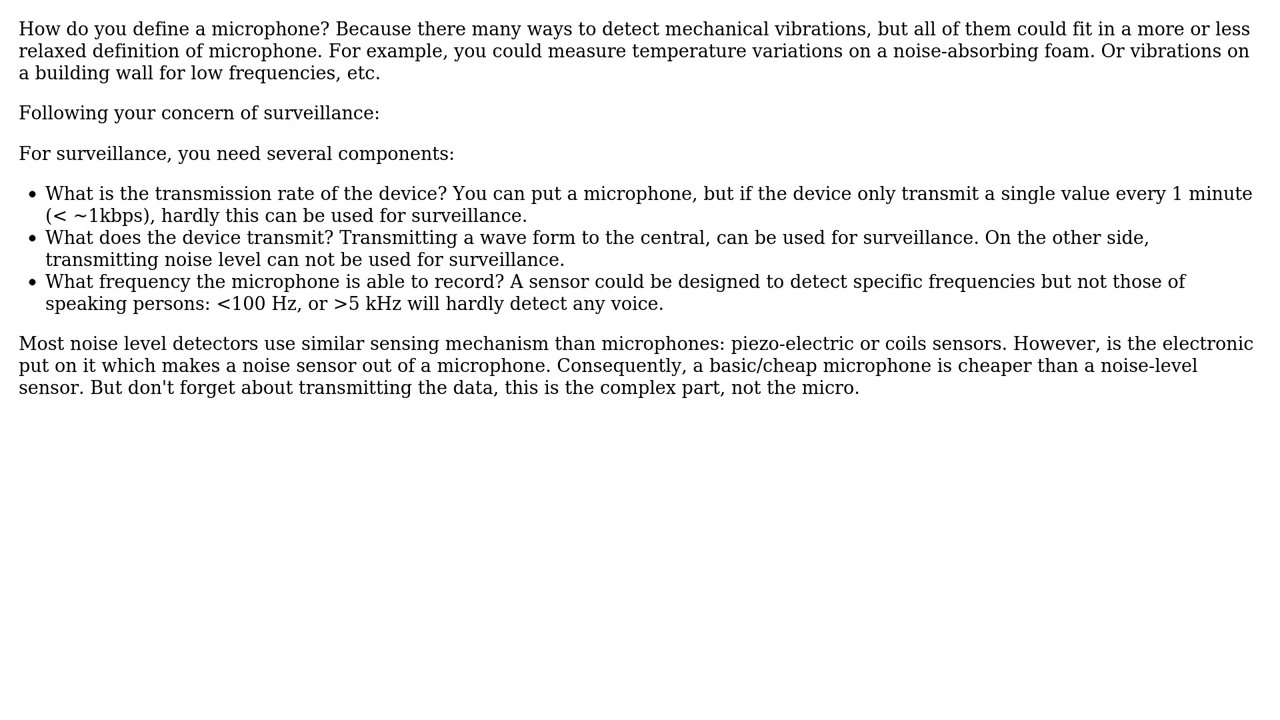 How do you define a microphone? Because there many ways to detect mechanical vibrations, but all of them could fit in a more or less
relaxed definition of microphone. For example, you could measure temperature variations on a noise-absorbing foam. Or vibrations on
a building wall for low frequencies, etc.
Following your concern of surveillance:
For surveillance, you need several components:
• What is the transmission rate of the device? You can put a microphone, but if the device only transmit a single value every 1 minute
(< ~1kbps), hardly this can be used for surveillance.
• What does the device transmit? Transmitting a wave form to the central, can be used for surveillance. On the other side,
transmitting noise level can not be used for surveillance.
• What frequency the microphone is able to record? A sensor could be designed to detect specific frequencies but not those of
speaking persons: <100 Hz, or >5 kHz will hardly detect any voice.
Most noise level detectors use similar sensing mechanism than microphones: piezo-electric or coils sensors. However, is the electronic
put on it which makes a noise sensor out of a microphone. Consequently, a basic/cheap microphone is cheaper than a noise-level
sensor. But don't forget about transmitting the data, this is the complex part, not the micro.